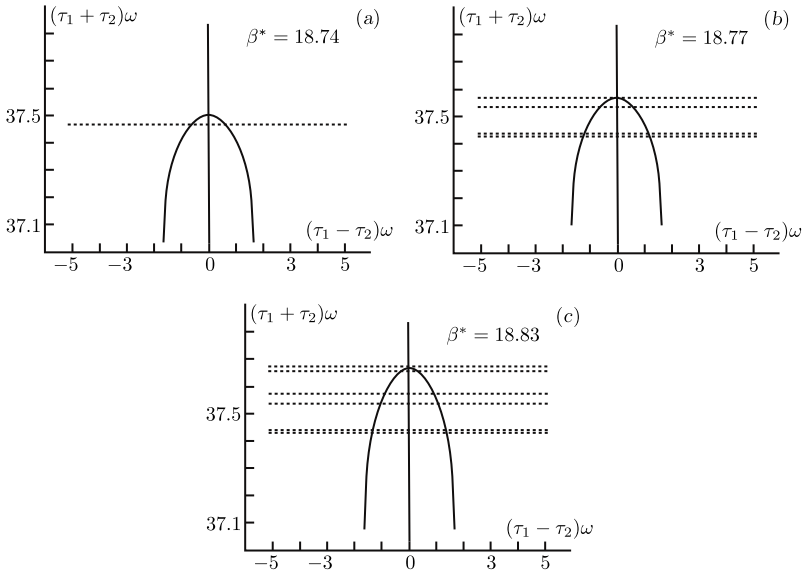 (τ₁ + τ₂)ω
(a)
β* = 18.74
37.5
37.1
(τ₁ − τ₂)ω
−5 −3 0 3 5
(τ₁ + τ₂)ω
(b)
β* = 18.77
37.5
37.1
(τ₁ − τ₂)ω
−5 −3 0 3 5
(τ₁ + τ₂)ω
(c)
β* = 18.83
37.5
37.1
(τ₁ − τ₂)ω
−5 −3 0 3 5